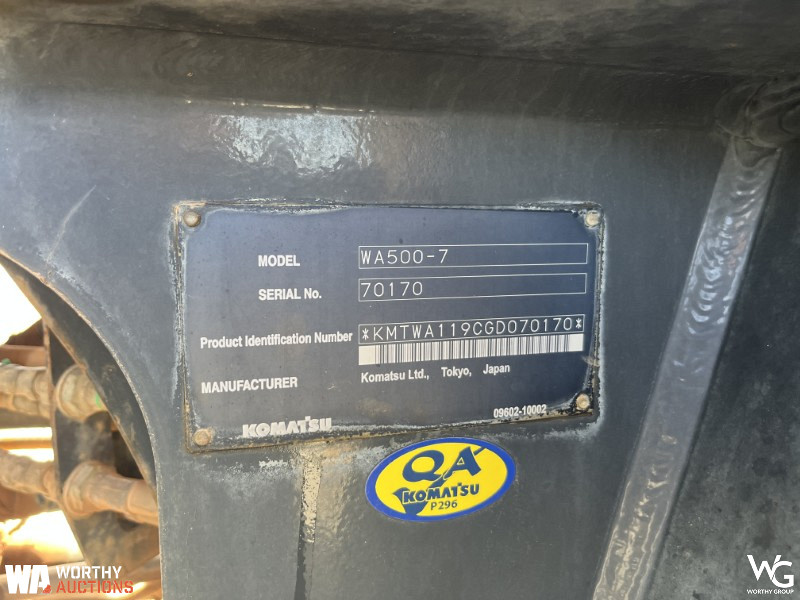 MODEL WA500-7
SERIAL No. 70170
Product Identification Number *KMTWA119CGD070170*
MANUFACTURER Komatsu Ltd., Tokyo, Japan
KOMATSU 09602-10002
QA
KOMATSU
P296
WA WORTHY AUCTIONS
WG
WORTHY GROUP